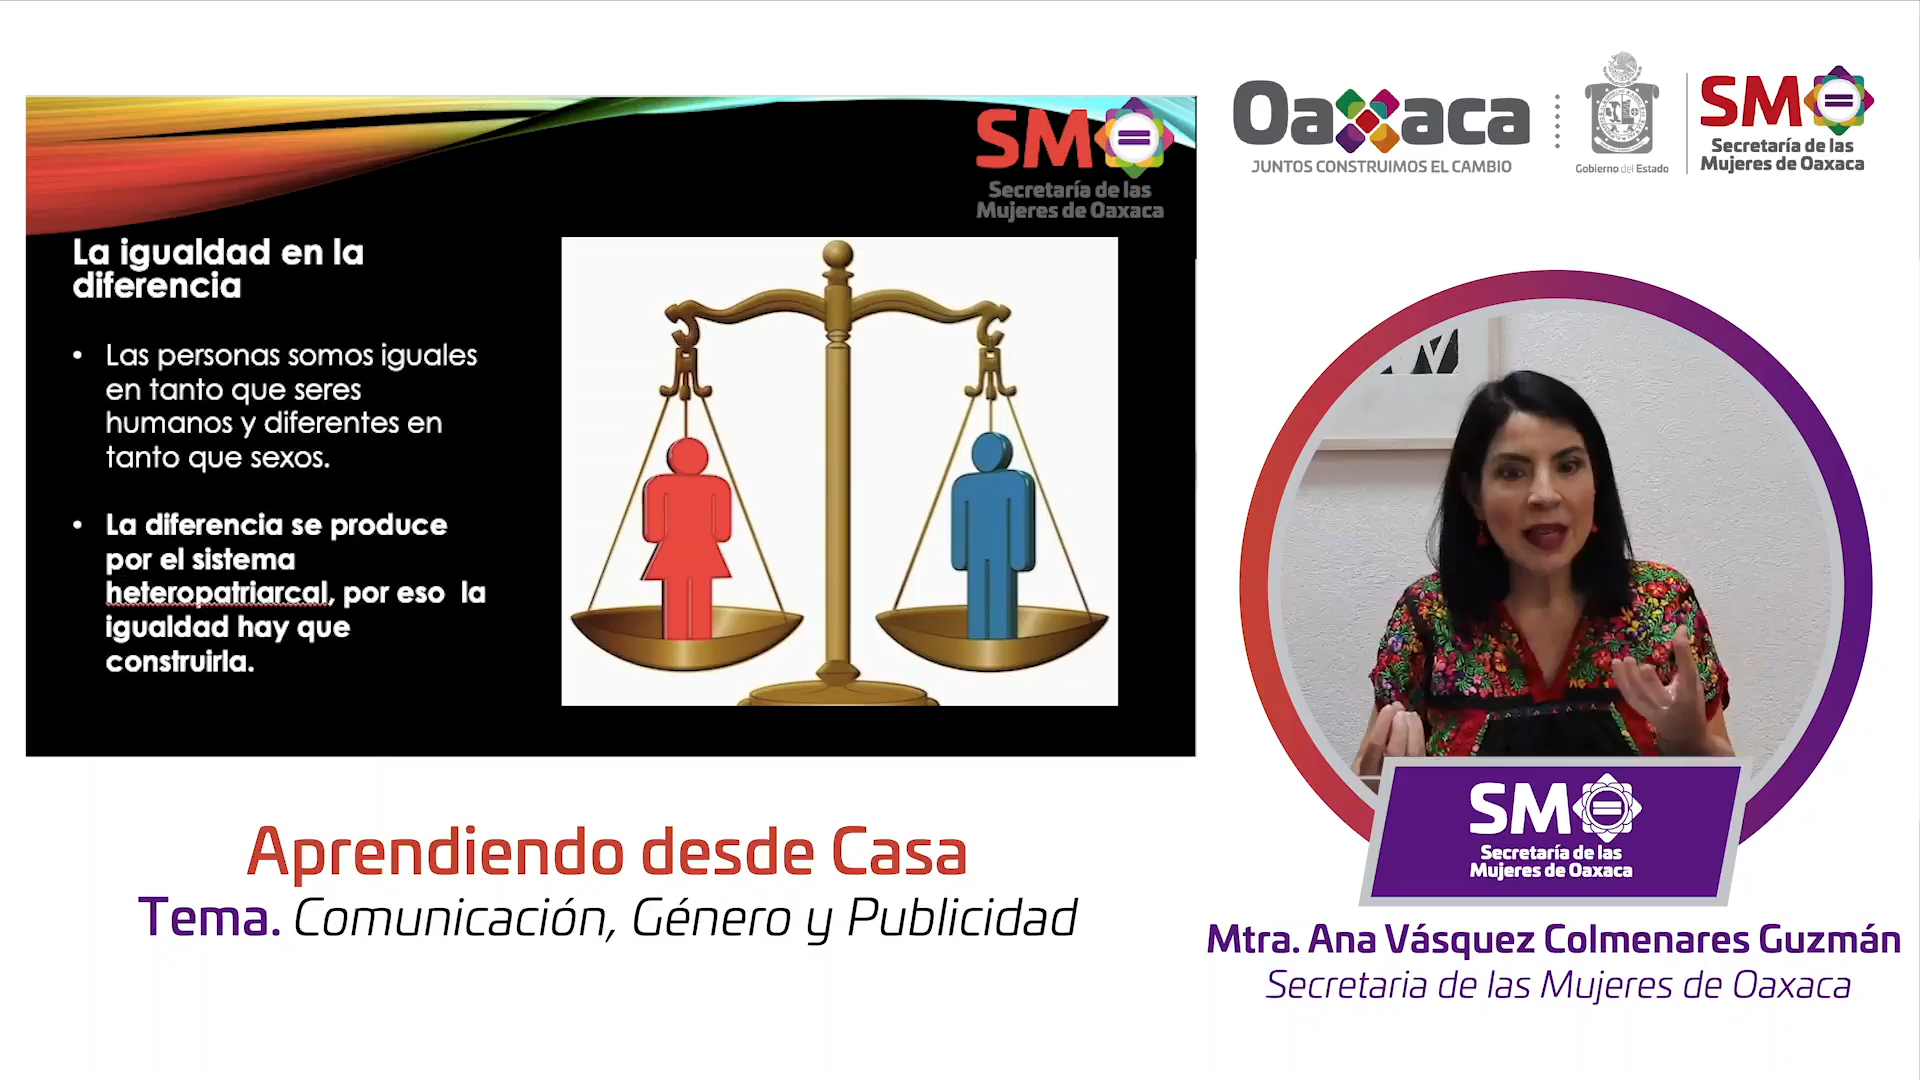 SM
Secretaría de las
Mujeres de Oaxaca
La igualdad en la
diferencia
• Las personas somos iguales
en tanto que seres
humanos y diferentes en
tanto que sexos.
• La diferencia se produce
por el sistema
heteropatriarcal, por eso la
igualdad hay que
construirla.
Oaxaca
JUNTOS CONSTRUIMOS EL CAMBIO
Gobierno del Estado
SM
Secretaría de las
Mujeres de Oaxaca
SM
Secretaría de las
Mujeres de Oaxaca
Aprendiendo desde Casa
Tema. Comunicación, Género y Publicidad
Mtra. Ana Vásquez Colmenares Guzmán
Secretaria de las Mujeres de Oaxaca